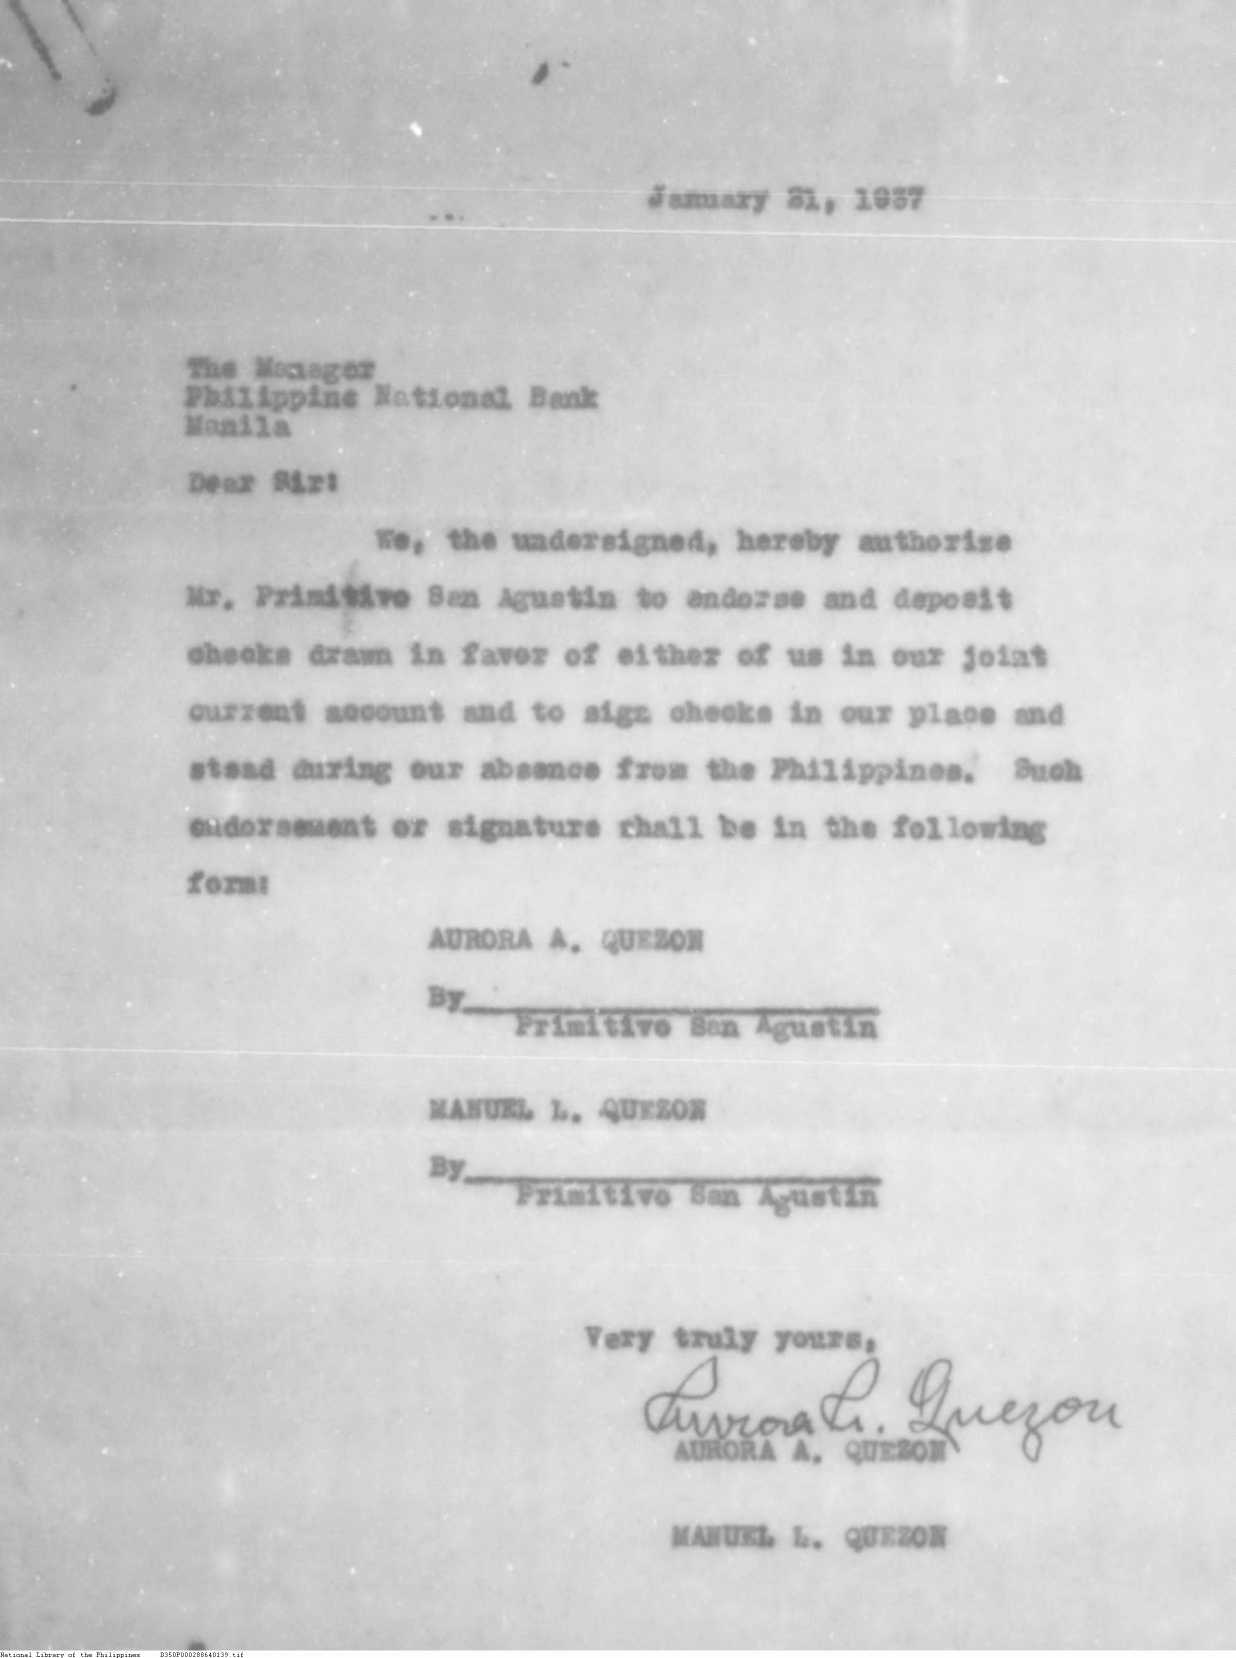 January 21, 1937
The Manager
Philippine National Bank
Manila
Dear Sir:
We, the undersigned, hereby authorize
Mr. Primitivo San Agustin to endorse and deposit
checks drawn in favor of either of us in our joint
current account and to sign checks in our place and
stead during our absence from the Philippines. Such
endorsement or signature shall be in the following
form:
AURORA A. QUEZON
By
Primitivo San Agustin
MANUEL L. QUEZON
By
Primitivo San Agustin
Very truly yours,
Aurora A. Quezon
AURORA A. QUEZON
MANUEL L. QUEZON
National Library of the Philippines D350P000288640139.tif